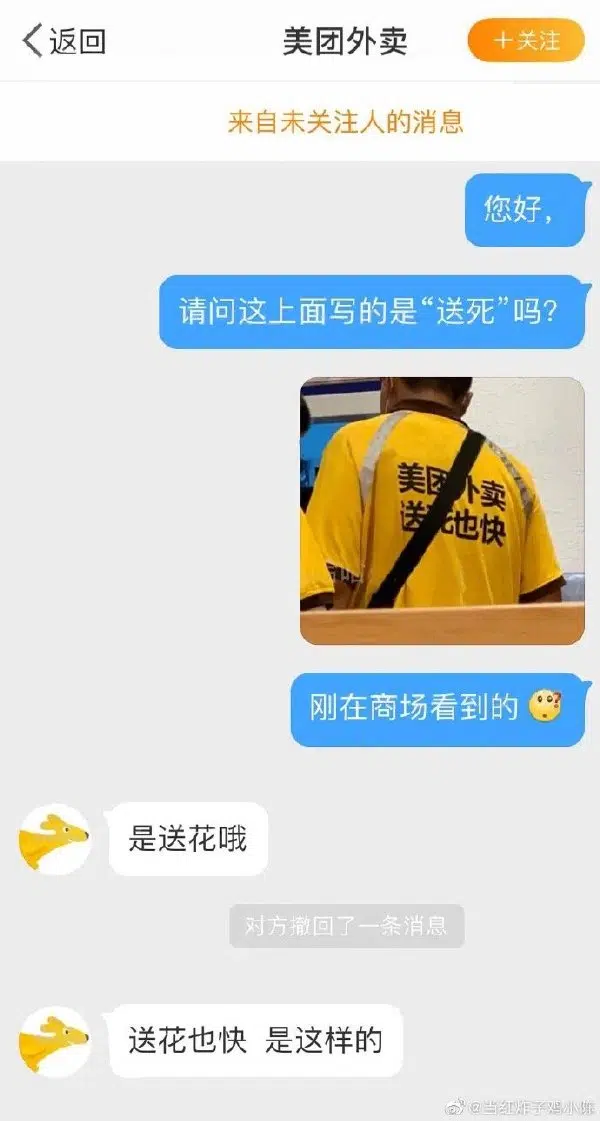 返回
美团外卖
+关注
来自未关注人的消息
您好,
请问这上面写的是“送死”吗?
美团外卖
送花也快
刚在商场看到的
是送花哦
对方撤回了一条消息
送花也快 是这样的
@当红炸子鸡小陈